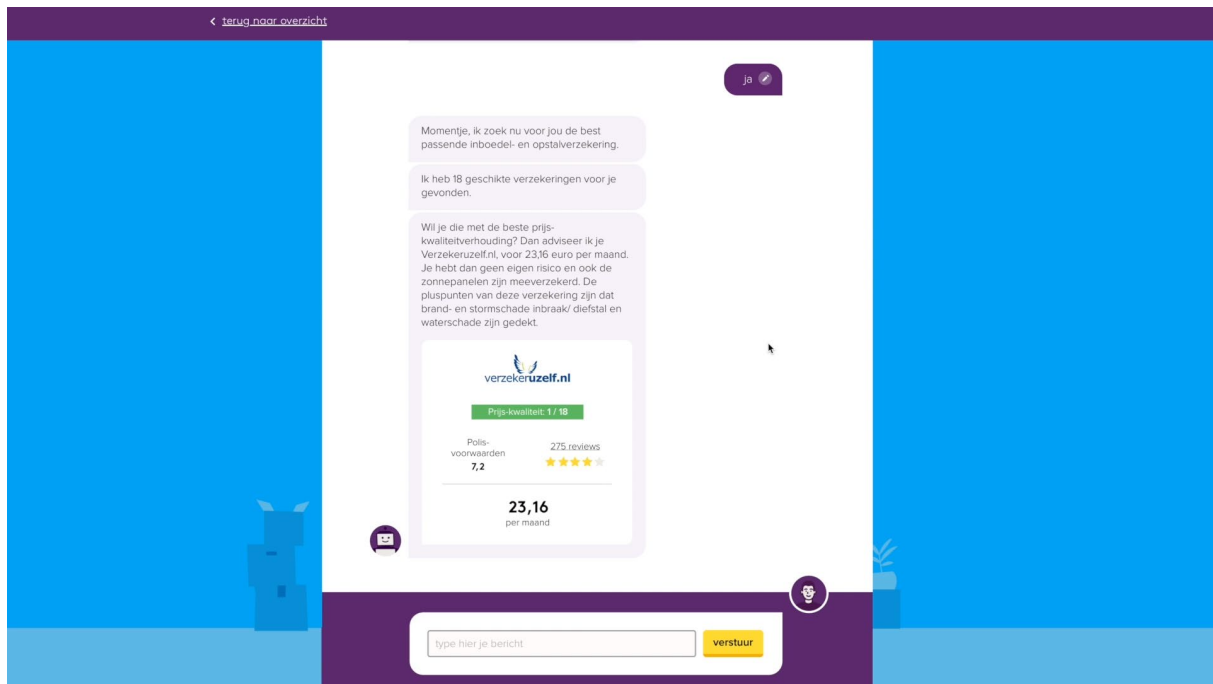 terug naar overzicht
ja
Momentje, ik zoek nu voor jou de best
passende inboedel- en opstalverzekering.
Ik heb 18 geschikte verzekeringen voor je
gevonden.
Wil je die met de beste prijs-
kwaliteitverhouding? Dan adviseer ik je
Verzekeruzelf.nl, voor 23,16 euro per maand.
Je hebt dan geen eigen risico en ook de
zonnepanelen zijn meeverzekerd. De
pluspunten van deze verzekering zijn dat
brand- en stormschade inbraak/ diefstal en
waterschade zijn gedekt.
verzekeruzelf.nl
Prijs-kwaliteit: 1 / 18
Polis-
voorwaarden
7,2
275 reviews
23,16
per maand
type hier je bericht
verstuur